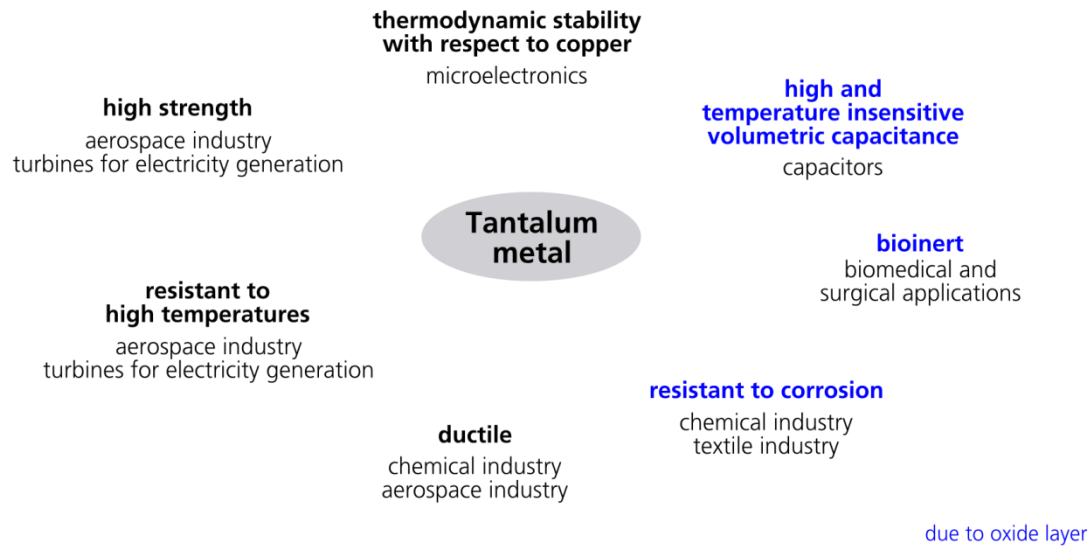 thermodynamic stability
with respect to copper
microelectronics
high strength
aerospace industry
turbines for electricity generation
high and
temperature insensitive
volumetric capacitance
capacitors
Tantalum
metal
bioinert
biomedical and
surgical applications
resistant to
high temperatures
aerospace industry
turbines for electricity generation
resistant to corrosion
chemical industry
textile industry
ductile
chemical industry
aerospace industry
due to oxide layer